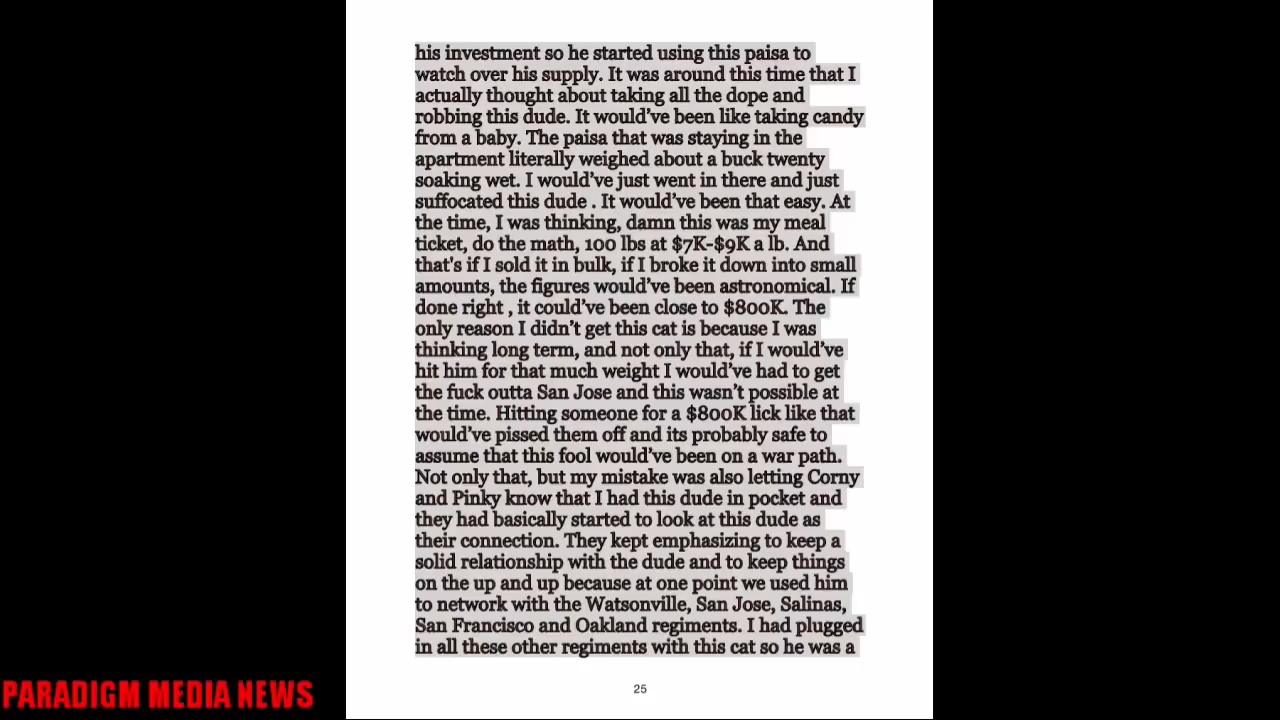 his investment so he started using this paisa to
watch over his supply. It was around this time that I
actually thought about taking all the dope and
robbing this dude. It would've been like taking candy
from a baby. The paisa that was staying in the
apartment literally weighed about a buck twenty
soaking wet. I would've just went in there and just
suffocated this dude . It would've been that easy. At
the time, I was thinking, damn this was my meal
ticket, do the math, 100 lbs at $7K-$9K a lb. And
that's if I sold it in bulk, if I broke it down into small
amounts, the figures would've been astronomical. If
done right , it could've been close to $800K. The
only reason I didn't get this cat is because I was
thinking long term, and not only that, if I would've
hit him for that much weight I would've had to get
the fuck outta San Jose and this wasn't possible at
the time. Hitting someone for a $800K lick like that
would've pissed them off and its probably safe to
assume that this fool would've been on a war path.
Not only that, but my mistake was also letting Corny
and Pinky know that I had this dude in pocket and
they had basically started to look at this dude as
their connection. They kept emphasizing to keep a
solid relationship with the dude and to keep things
on the up and up because at one point we used him
to network with the Watsonville, San Jose, Salinas,
San Francisco and Oakland regiments. I had plugged
in all these other regiments with this cat so he was a
25
PARADIGM MEDIA NEWS